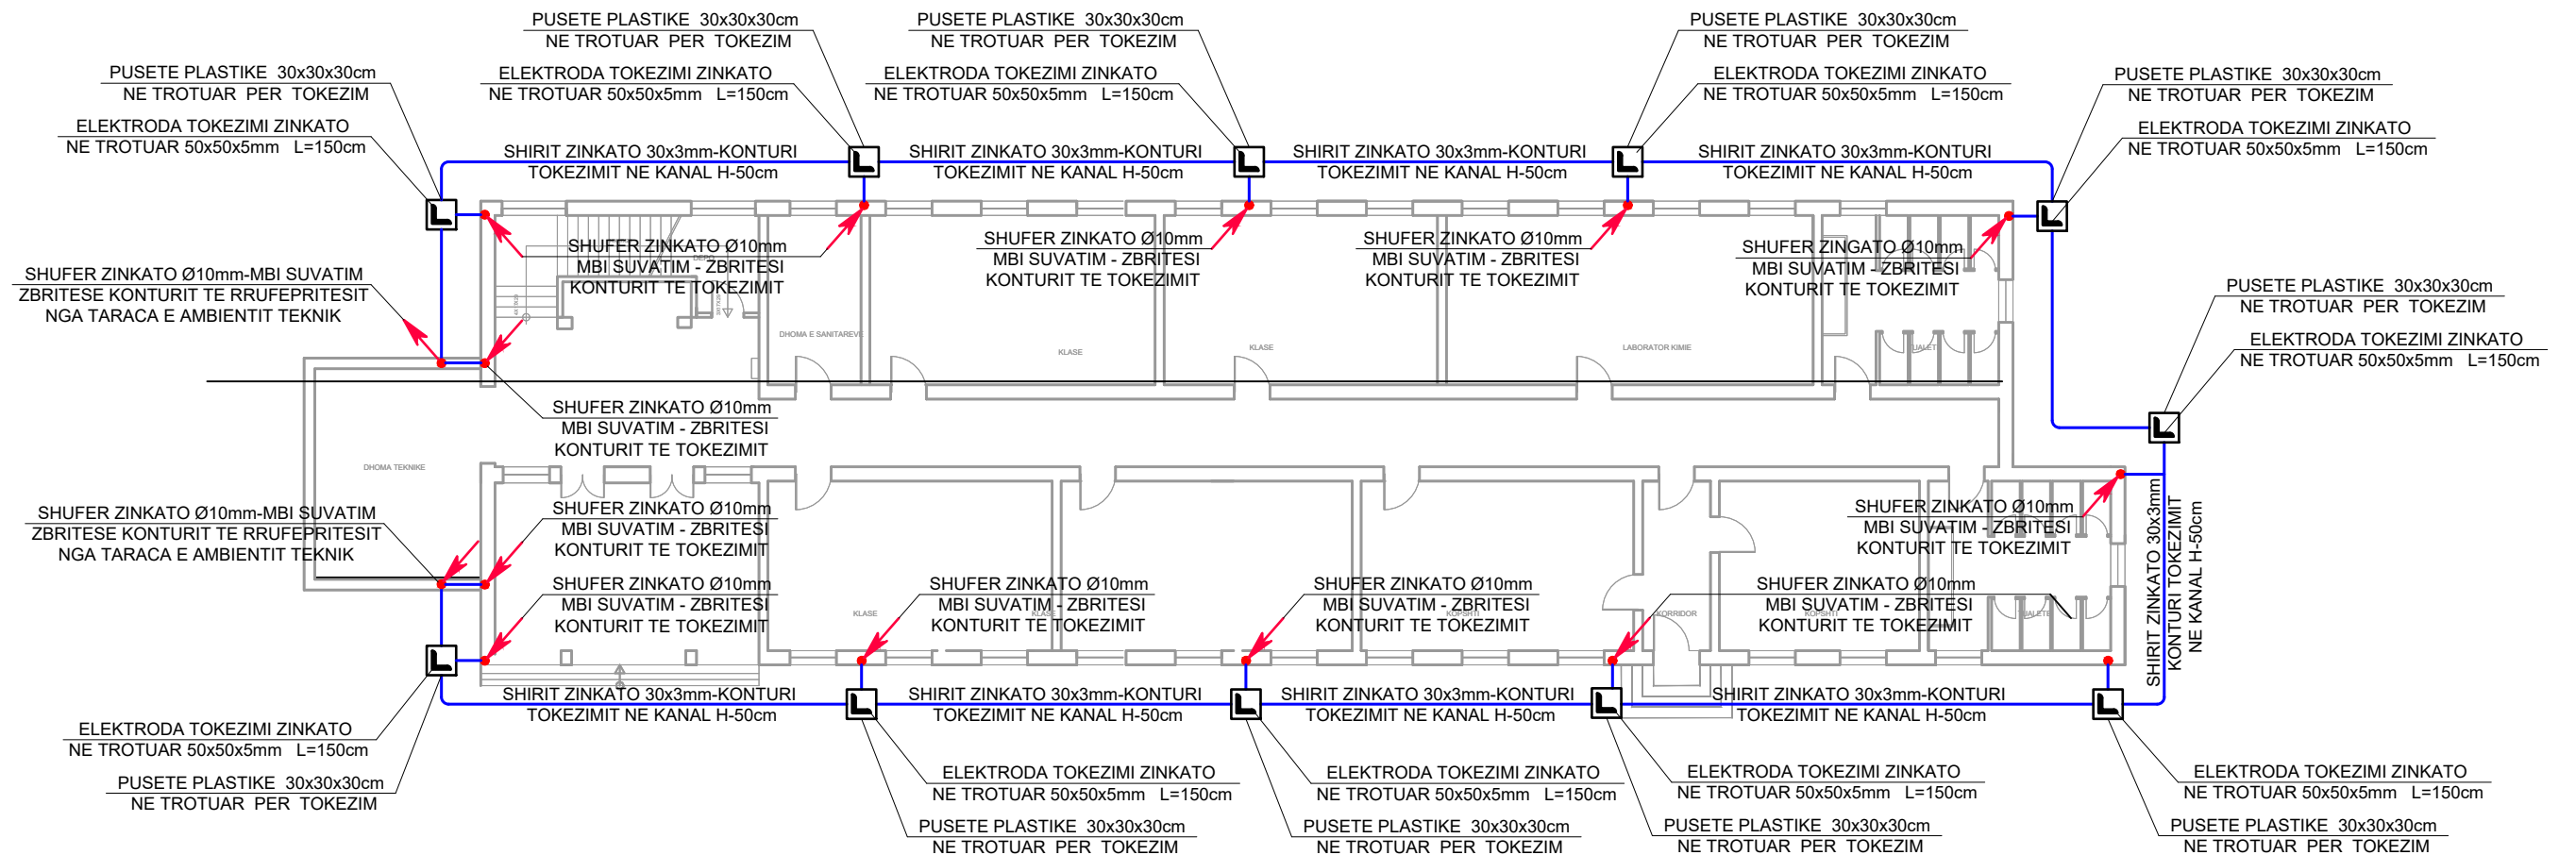 PUSETE PLASTIKE 30x30x30cm
NE TROTUAR PER TOKEZIM
PUSETE PLASTIKE 30x30x30cm
NE TROTUAR PER TOKEZIM
PUSETE PLASTIKE 30x30x30cm
NE TROTUAR PER TOKEZIM
PUSETE PLASTIKE 30x30x30cm
NE TROTUAR PER TOKEZIM
ELEKTRODA TOKEZIMI ZINKATO
NE TROTUAR 50x50x5mm L=150cm
ELEKTRODA TOKEZIMI ZINKATO
NE TROTUAR 50x50x5mm L=150cm
ELEKTRODA TOKEZIMI ZINKATO
NE TROTUAR 50x50x5mm L=150cm
PUSETE PLASTIKE 30x30x30cm
NE TROTUAR PER TOKEZIM
ELEKTRODA TOKEZIMI ZINKATO
NE TROTUAR 50x50x5mm L=150cm
ELEKTRODA TOKEZIMI ZINKATO
NE TROTUAR 50x50x5mm L=150cm
SHIRIT ZINKATO 30x3mm-KONTURI
TOKEZIMIT NE KANAL H-50cm
SHIRIT ZINKATO 30x3mm-KONTURI
TOKEZIMIT NE KANAL H-50cm
SHIRIT ZINKATO 30x3mm-KONTURI
TOKEZIMIT NE KANAL H-50cm
SHIRIT ZINKATO 30x3mm-KONTURI
TOKEZIMIT NE KANAL H-50cm
SHUFER ZINKATO Ø10mm
MBI SUVATIM - ZBRITESI
KONTURIT TE TOKEZIMIT
SHUFER ZINKATO Ø10mm
MBI SUVATIM - ZBRITESI
KONTURIT TE TOKEZIMIT
SHUFER ZINKATO Ø10mm
MBI SUVATIM - ZBRITESI
KONTURIT TE TOKEZIMIT
SHUFER ZINGATO Ø10mm
MBI SUVATIM - ZBRITESI
KONTURIT TE TOKEZIMIT
SHUFER ZINKATO Ø10mm-MBI SUVATIM
ZBRITESE KONTURIT TE RRUFEPRITESIT
NGA TARACA E AMBIENTIT TEKNIK
PUSETE PLASTIKE 30x30x30cm
NE TROTUAR PER TOKEZIM
ELEKTRODA TOKEZIMI ZINKATO
NE TROTUAR 50x50x5mm L=150cm
DHOMA E SANITAREVE
KLASE
KLASE
LABORATOR KIMIE
SHUFER ZINKATO Ø10mm
MBI SUVATIM - ZBRITESI
KONTURIT TE TOKEZIMIT
DHOMA TEKNIKE
SHUFER ZINKATO Ø10mm-MBI SUVATIM
ZBRITESE KONTURIT TE RRUFEPRITESIT
NGA TARACA E AMBIENTIT TEKNIK
SHUFER ZINKATO Ø10mm
MBI SUVATIM - ZBRITESI
KONTURIT TE TOKEZIMIT
SHUFER ZINKATO Ø10mm
MBI SUVATIM - ZBRITESI
KONTURIT TE TOKEZIMIT
SHIRIT ZINKATO 30x3mm
KONTURI TOKEZIMIT
NE KANAL H-50cm
SHUFER ZINKATO Ø10mm
MBI SUVATIM - ZBRITESI
KONTURIT TE TOKEZIMIT
SHUFER ZINKATO Ø10mm
MBI SUVATIM - ZBRITESI
KONTURIT TE TOKEZIMIT
SHUFER ZINKATO Ø10mm
MBI SUVATIM - ZBRITESI
KONTURIT TE TOKEZIMIT
SHUFER ZINKATO Ø10mm
MBI SUVATIM - ZBRITESI
KONTURIT TE TOKEZIMIT
KLASE
KLASE
KOPSHTI
KORRIDOR
KOPSHTI
SHIRIT ZINKATO 30x3mm-KONTURI
TOKEZIMIT NE KANAL H-50cm
SHIRIT ZINKATO 30x3mm-KONTURI
TOKEZIMIT NE KANAL H-50cm
SHIRIT ZINKATO 30x3mm-KONTURI
TOKEZIMIT NE KANAL H-50cm
SHIRIT ZINKATO 30x3mm-KONTURI
TOKEZIMIT NE KANAL H-50cm
ELEKTRODA TOKEZIMI ZINKATO
NE TROTUAR 50x50x5mm L=150cm
PUSETE PLASTIKE 30x30x30cm
NE TROTUAR PER TOKEZIM
ELEKTRODA TOKEZIMI ZINKATO
NE TROTUAR 50x50x5mm L=150cm
ELEKTRODA TOKEZIMI ZINKATO
NE TROTUAR 50x50x5mm L=150cm
ELEKTRODA TOKEZIMI ZINKATO
NE TROTUAR 50x50x5mm L=150cm
ELEKTRODA TOKEZIMI ZINKATO
NE TROTUAR 50x50x5mm L=150cm
PUSETE PLASTIKE 30x30x30cm
NE TROTUAR PER TOKEZIM
PUSETE PLASTIKE 30x30x30cm
NE TROTUAR PER TOKEZIM
PUSETE PLASTIKE 30x30x30cm
NE TROTUAR PER TOKEZIM
PUSETE PLASTIKE 30x30x30cm
NE TROTUAR PER TOKEZIM